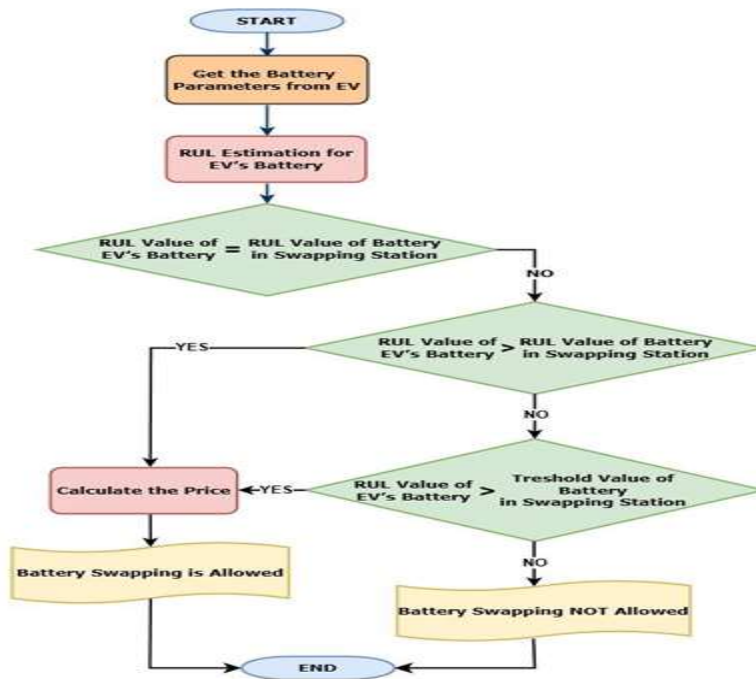 START
Get the Battery
Parameters from EV
RUL Estimation for
EV's Battery
RUL Value of = RUL Value of Battery
EV's Battery in Swapping Station
NO
RUL Value of > RUL Value of Battery
EV's Battery in Swapping Station
YES
NO
RUL Value of > Treshold Value of
EV's Battery Battery
in Swapping Station
YES
Calculate the Price
NO
Battery Swapping is Allowed
Battery Swapping NOT Allowed
END